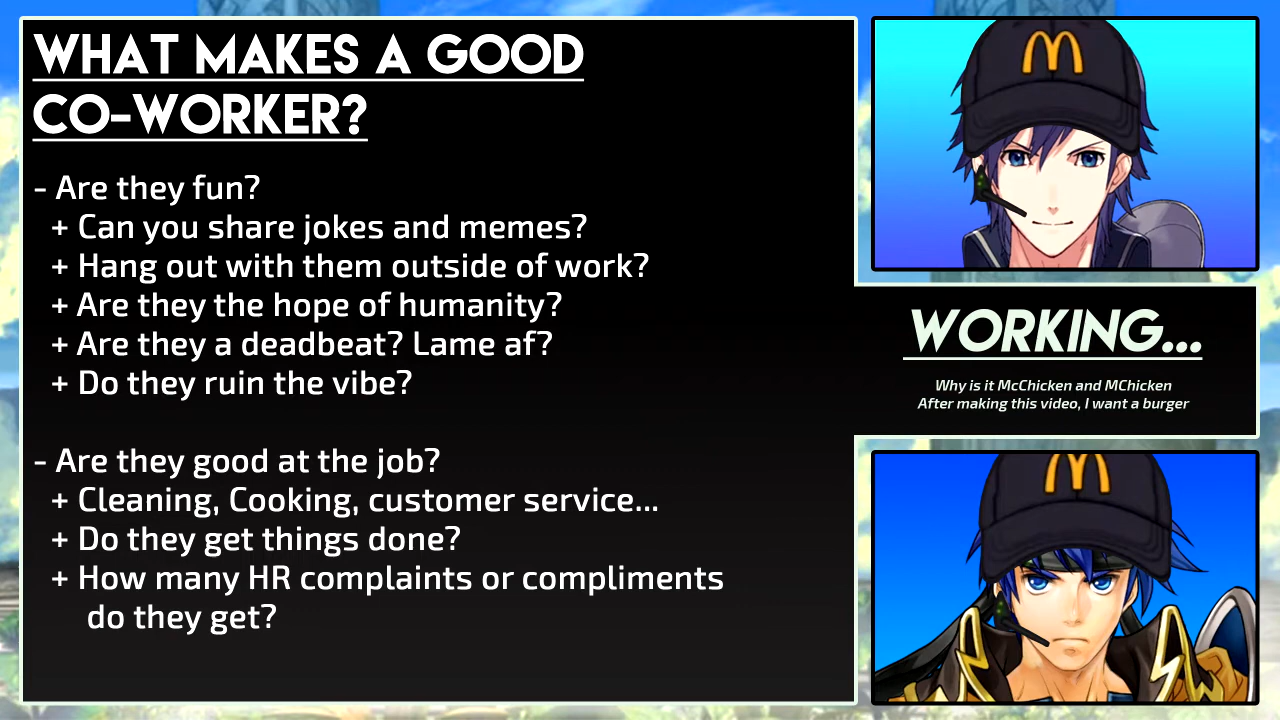 WHAT MAKES A GOOD
CO-WORKER?
- Are they fun?
+ Can you share jokes and memes?
+ Hang out with them outside of work?
+ Are they the hope of humanity?
+ Are they a deadbeat? Lame af?
+ Do they ruin the vibe?
- Are they good at the job?
+ Cleaning, Cooking, customer service...
+ Do they get things done?
+ How many HR complaints or compliments
do they get?
WORKING...
Why is it McChicken and MChicken
After making this video, I want a burger